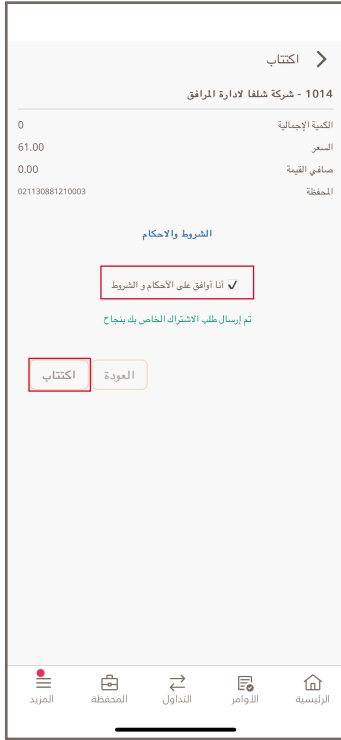 اكتتاب
1014 - شركة شلفا لادارة المرافق
الكمية الإجمالية 0
السعر 61.00
صافي القيمة 0.00
المحفظة 021130881210003
الشروط والاحكام
أنا أوافق على الأحكام و الشروط
تم إرسال طلب الاشتراك الخاص بك بنجاح
العودة اكتتاب
الرئيسية الأوامر التداول المحفظة المزيد